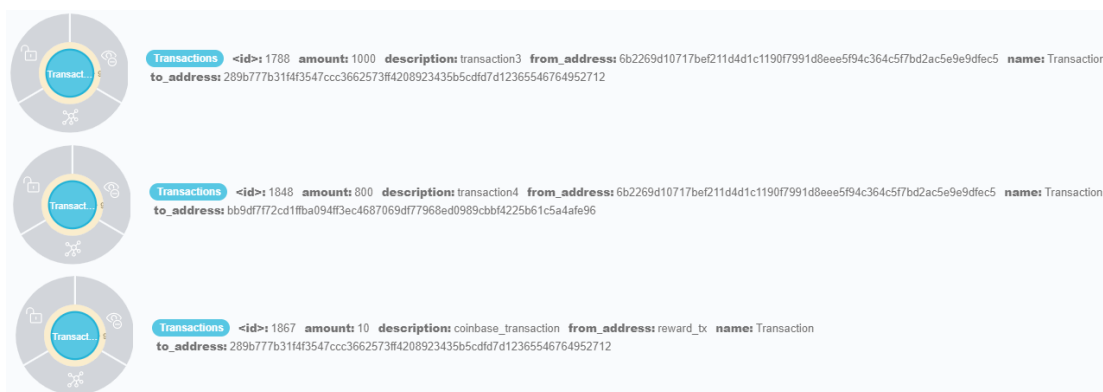 Transact...
Transactions <id>: 1788 amount: 1000 description: transaction3 from_address: 6b2269d10717bef211d4d1c1190f7991d8eee5f94c364c5f7bd2ac5e9e9dfec5 name: Transaction
to_address: 289b777b31f4f3547ccc3662573ff4208923435b5cdfd7d12365546764952712
Transact...
Transactions <id>: 1848 amount: 800 description: transaction4 from_address: 6b2269d10717bef211d4d1c1190f7991d8eee5f94c364c5f7bd2ac5e9e9dfec5 name: Transaction
to_address: bb9df7f72cd1ffba094ff3ec4687069df77968ed0989cbbf4225b61c5a4afe96
Transact...
Transactions <id>: 1867 amount: 10 description: coinbase_transaction from_address: reward_tx name: Transaction
to_address: 289b777b31f4f3547ccc3662573ff4208923435b5cdfd7d12365546764952712